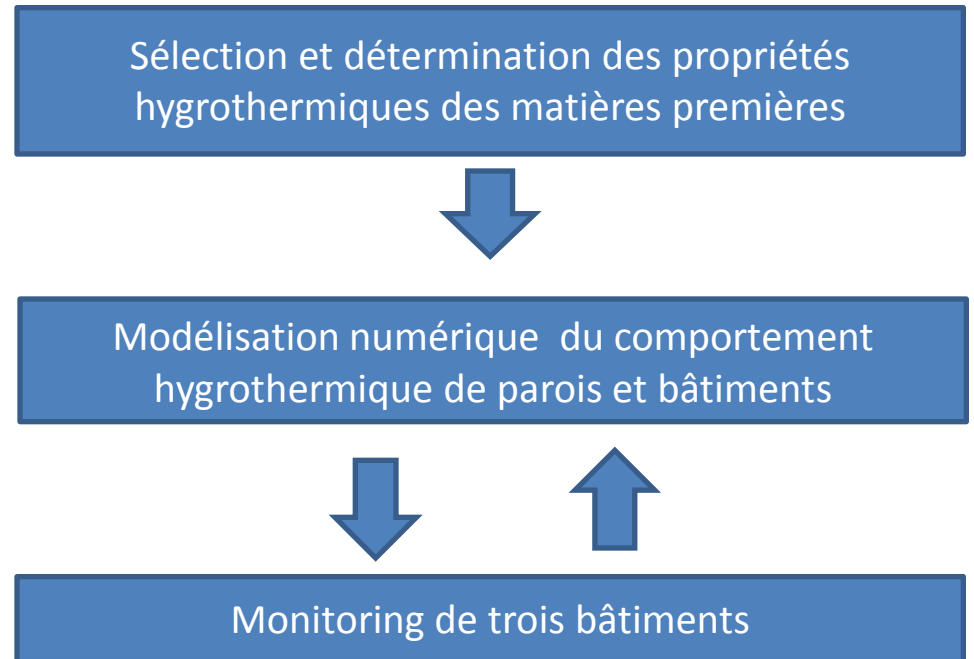 Sélection et détermination des propriétés
hygrothermiques des matières premières
Modélisation numérique  du comportement
hygrothermique de parois et bâtiments
Monitoring de trois bâtiments